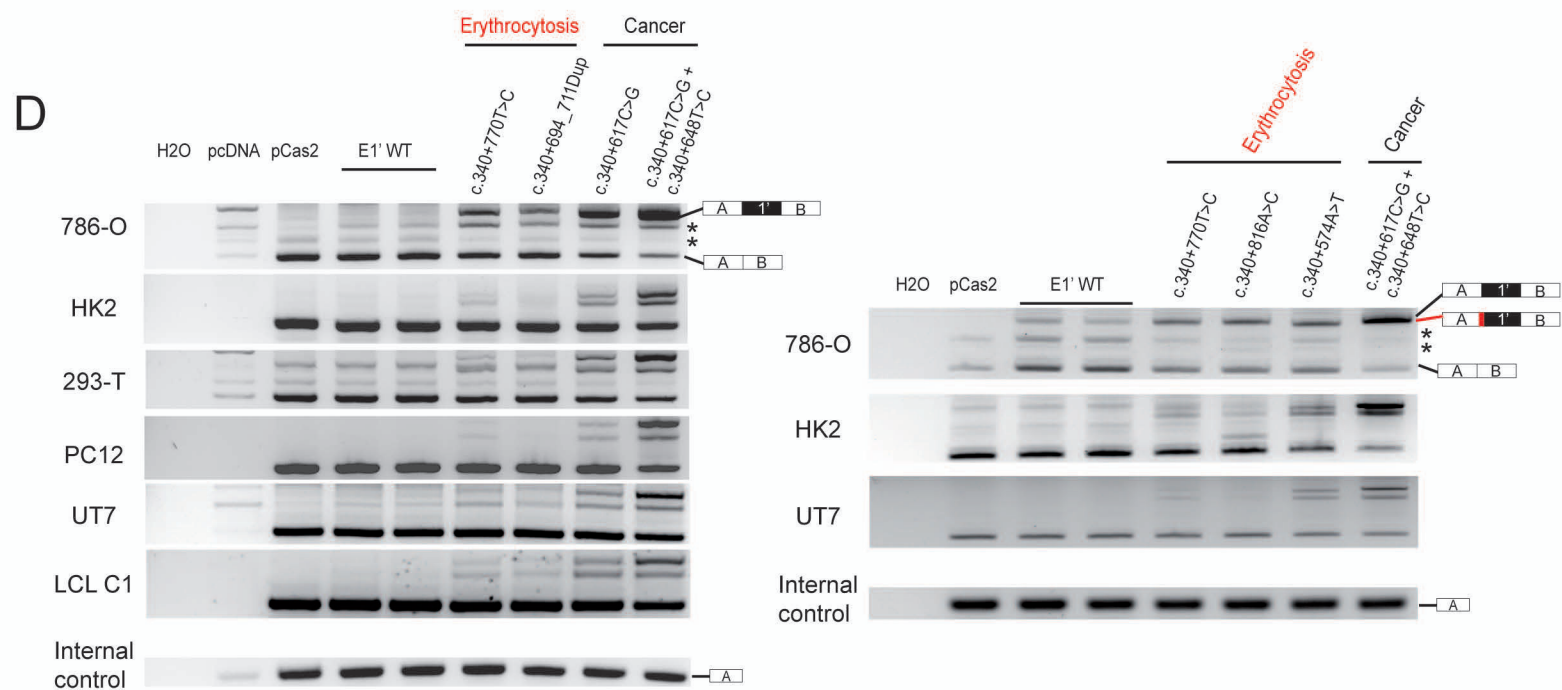 D
Erythrocytosis
Cancer
H2O
pcDNA
pCas2
E1' WT
c.340+770T>C
c.340+694_711Dup
c.340+617C>G
c.340+617C>G +
c.340+648T>C
786-O
A 1' B
*
*
A B
HK2
293-T
PC12
UT7
LCL C1
Internal
control
A
Erythrocytosis
Cancer
H2O
pCas2
E1' WT
c.340+770T>C
c.340+816A>C
c.340+574A>T
c.340+617C>G +
c.340+648T>C
786-O
A 1' B
A 1' B
*
*
A B
HK2
UT7
Internal
control
A